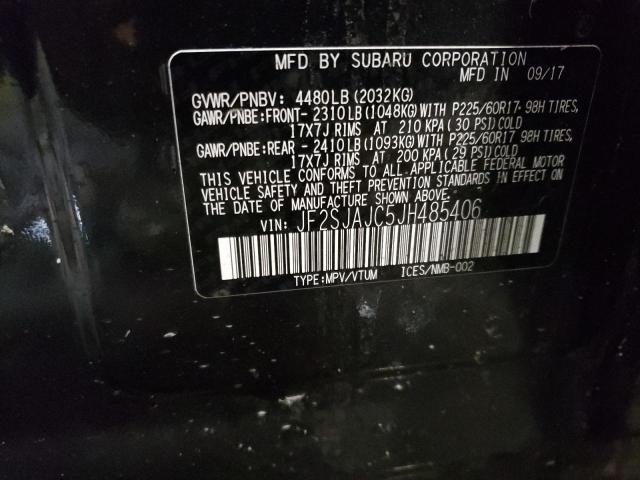 MFD BY SUBARU CORPORATION
MFD IN 09/17
GVWR/PNBV: 4480LB(2032KG)
GAWR/PNBE:FRONT- 2310LB(1048KG)WITH P225/60R17 98H TIRES,
17X7J RIMS AT 210 KPA(30 PSI)COLD
GAWR/PNBE:REAR - 2410LB(1093KG)WITH P225/60R17 98H TIRES,
17X7J RIMS AT 200 KPA(29 PSI)COLD
THIS VEHICLE CONFORMS TO ALL APPLICABLE FEDERAL MOTOR
VEHICLE SAFETY AND THEFT PREVENTION STANDARDS IN EFFECT ON
THE DATE OF MANUFACTURE SHOWN ABOVE.
VIN: JF2SJAJC5JH485406
TYPE:MPV/VTUM ICES/NMB-002